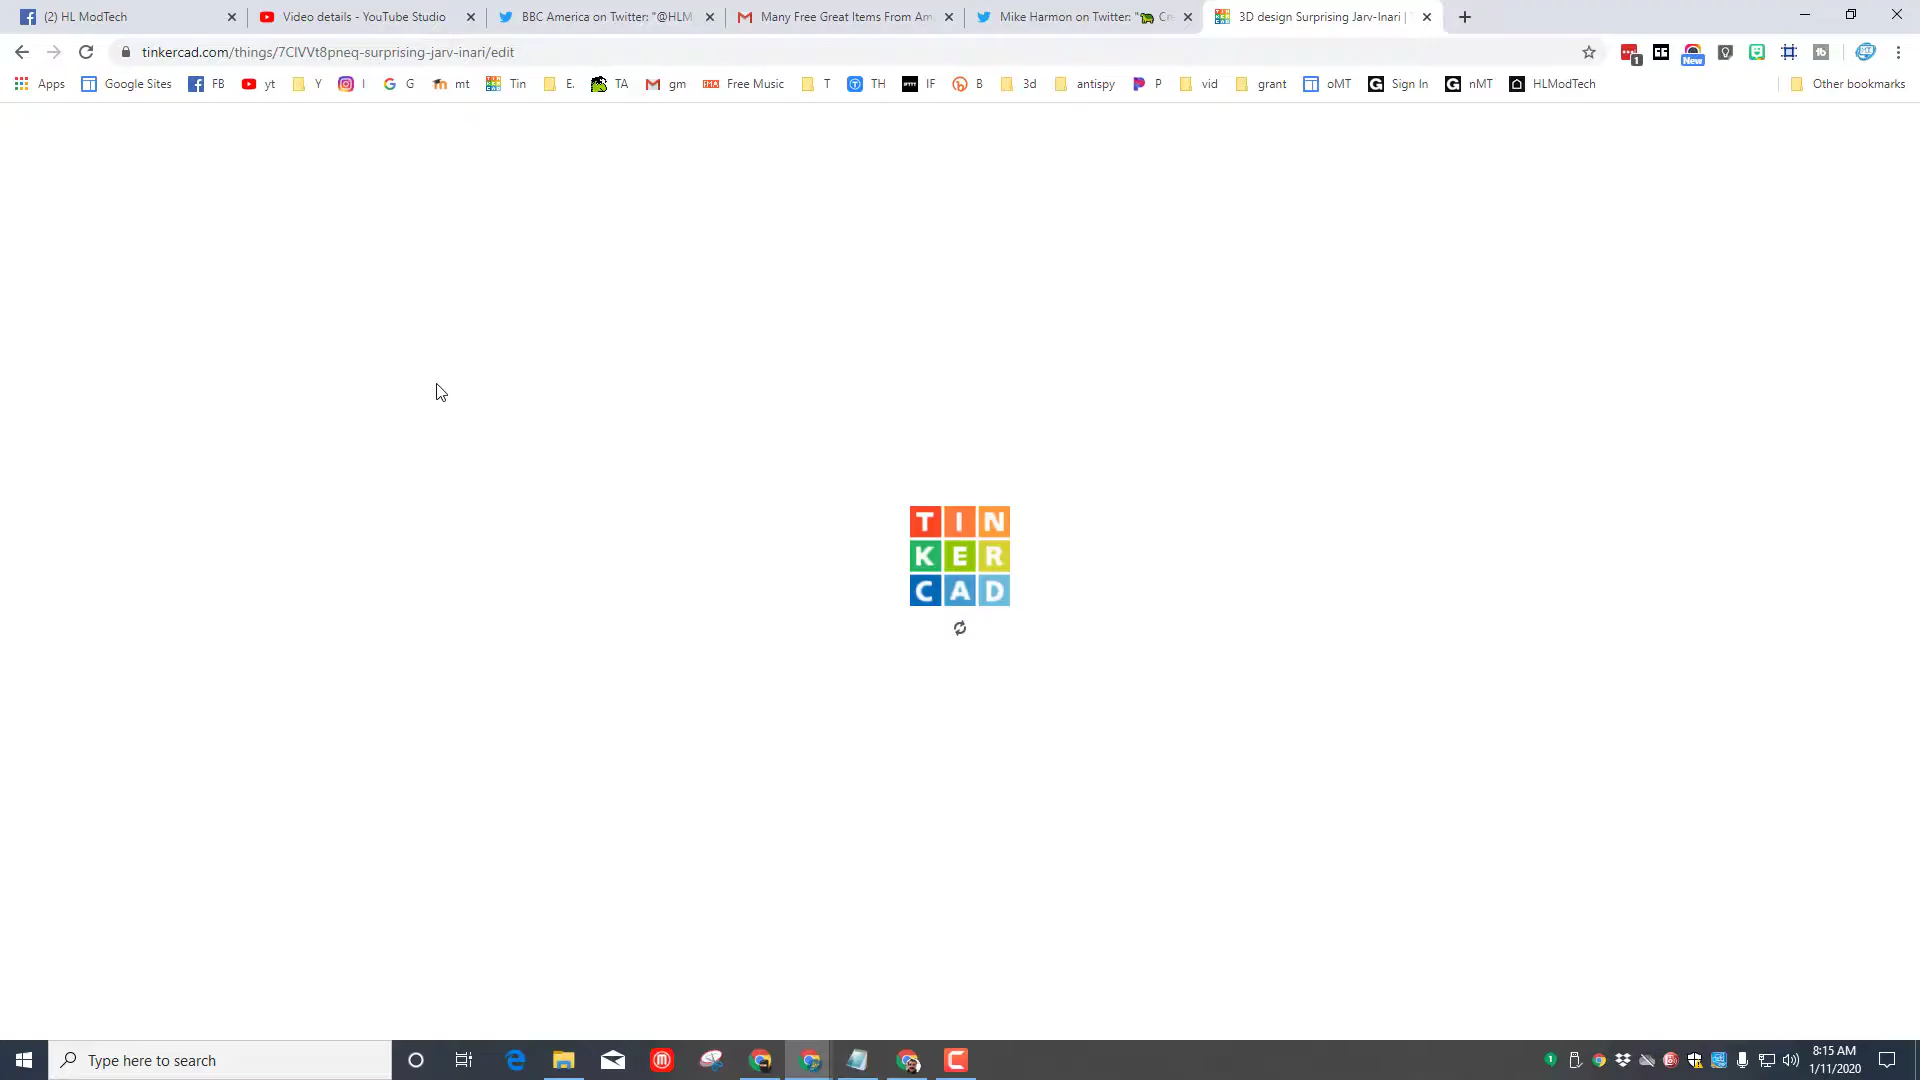 (2) HL ModTech
Video details - YouTube Studio
BBC America on Twitter: "@HLM
Many Free Great Items From Am
Mike Harmon on Twitter: "🐢 Cr
3D design Surprising Jarv-Inari |
tinkercad.com/things/7CIVVt8pneq-surprising-jarv-inari/edit
1
New
Apps
Google Sites
FB
yt
Y
I
G
mt
Tin
E.
TA
gm
Free Music
T
TH
IF
B
3d
antispy
P
vid
grant
oMT
Sign In
nMT
HLModTech
Other bookmarks
TIN
KER
CAD
Type here to search
8:15 AM
1/11/2020